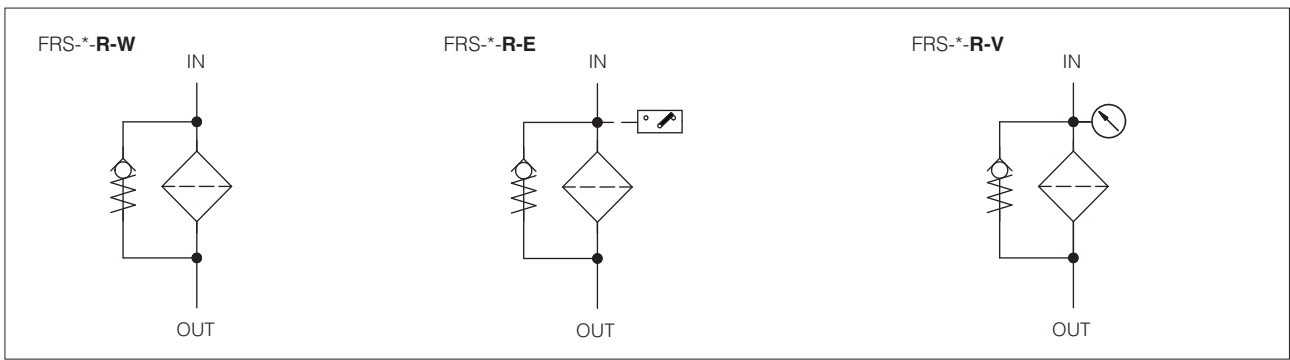 FRS-*-R-W
IN
OUT
FRS-*-R-E
IN
OUT
FRS-*-R-V
IN
OUT